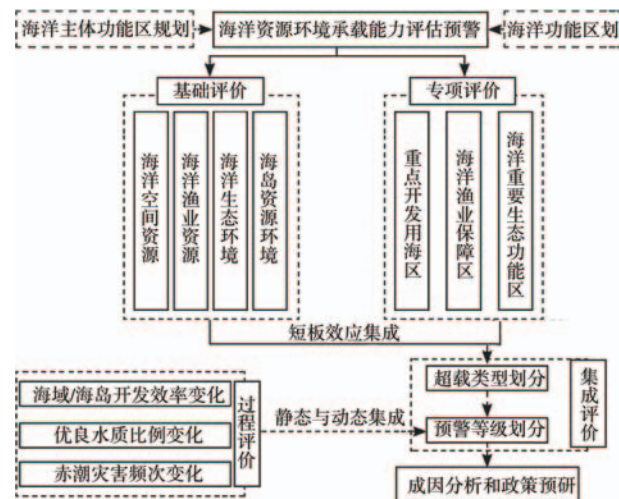 海洋主体功能区规划
海洋资源环境承载能力评估预警
海洋功能区划
基础评价
专项评价
海洋空间资源
海洋渔业资源
海洋生态环境
海岛资源环境
重点开发用海区
海洋渔业保障区
海洋重要生态功能区
短板效应集成
海域/海岛开发效率变化
优良水质比例变化
赤潮灾害频次变化
过程评价
静态与动态集成
超载类型划分
预警等级划分
集成评价
成因分析和政策预研